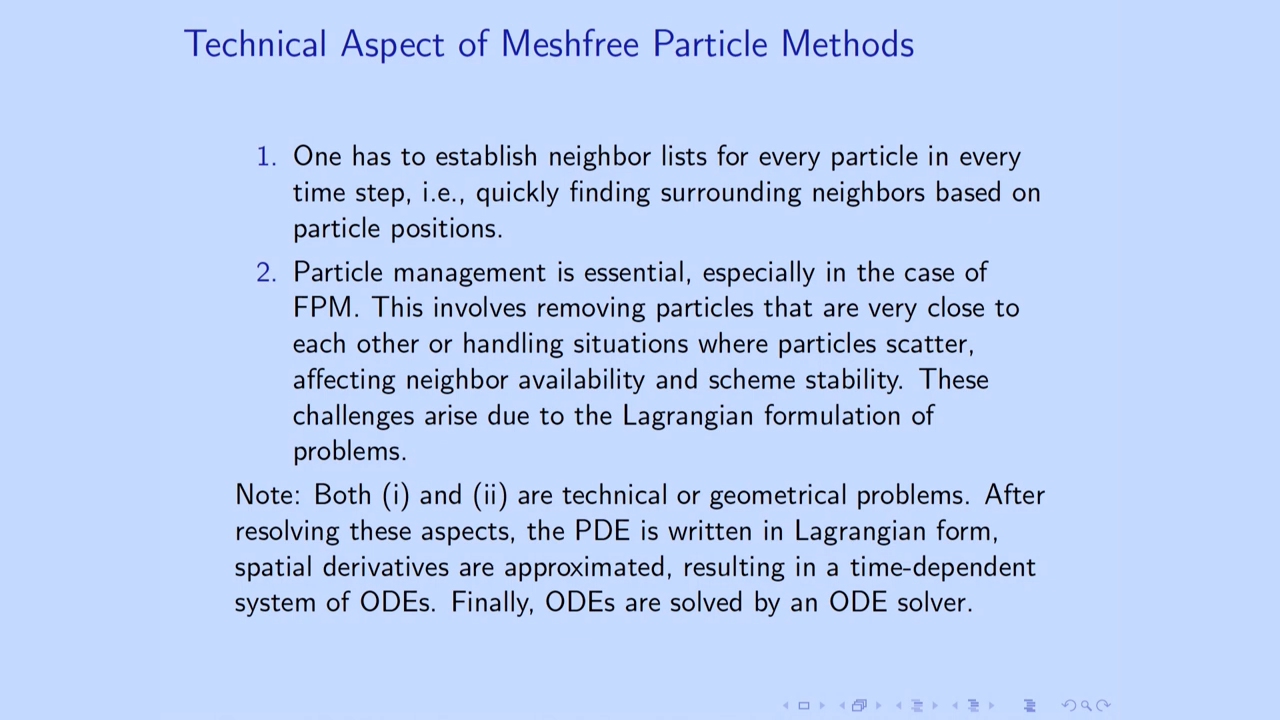 Technical Aspect of Meshfree Particle Methods
1. One has to establish neighbor lists for every particle in every
time step, i.e., quickly finding surrounding neighbors based on
particle positions.
2. Particle management is essential, especially in the case of
FPM. This involves removing particles that are very close to
each other or handling situations where particles scatter,
affecting neighbor availability and scheme stability. These
challenges arise due to the Lagrangian formulation of
problems.
Note: Both (i) and (ii) are technical or geometrical problems. After
resolving these aspects, the PDE is written in Lagrangian form,
spatial derivatives are approximated, resulting in a time-dependent
system of ODEs. Finally, ODEs are solved by an ODE solver.